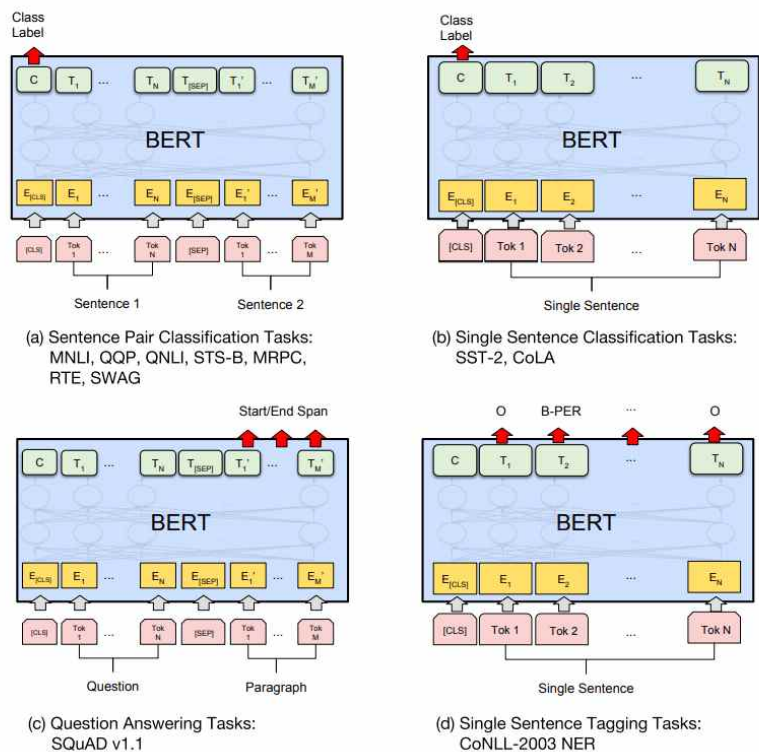 Class
Label
C T1 ... TN T[SEP] T1' ... TM'
BERT
E[CLS] E1 ... EN E[SEP] E1' ... EM'
[CLS] Tok 1 ... Tok N [SEP] Tok 1 ... Tok M
Sentence 1 Sentence 2
(a) Sentence Pair Classification Tasks:
MNLI, QQP, QNLI, STS-B, MRPC,
RTE, SWAG
Class
Label
C T1 T2 ... TN
BERT
E[CLS] E1 E2 ... EN
[CLS] Tok 1 Tok 2 ... Tok N
Single Sentence
(b) Single Sentence Classification Tasks:
SST-2, CoLA
Start/End Span
C T1 ... TN T[SEP] T1' ... TM'
BERT
E[CLS] E1 ... EN E[SEP] E1' ... EM'
[CLS] Tok 1 ... Tok N [SEP] Tok 1 ... Tok M
Question Paragraph
(c) Question Answering Tasks:
SQuAD v1.1
O B-PER ... O
C T1 T2 ... TN
BERT
E[CLS] E1 E2 ... EN
[CLS] Tok 1 Tok 2 ... Tok N
Single Sentence
(d) Single Sentence Tagging Tasks:
CoNLL-2003 NER